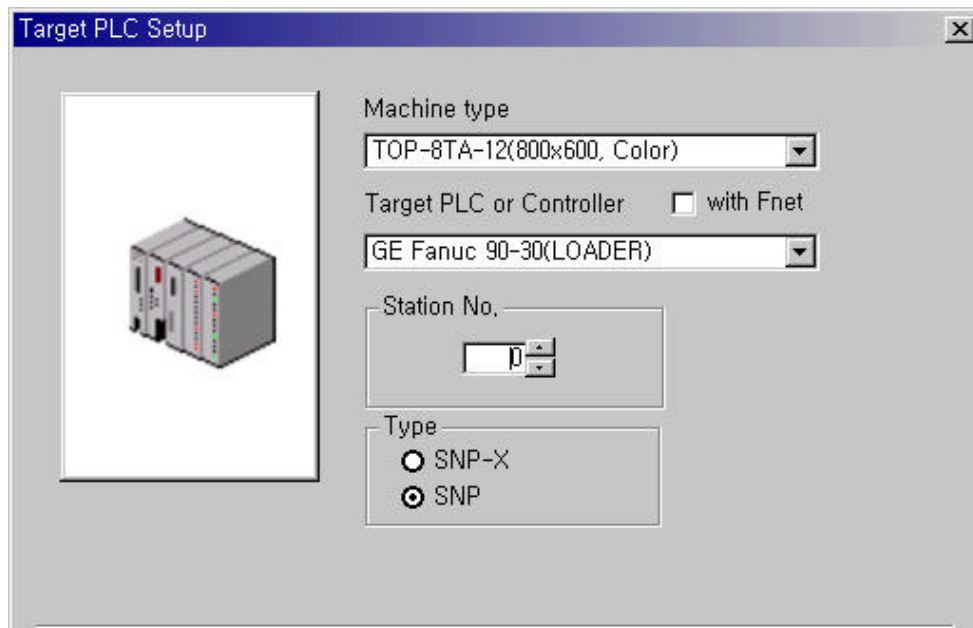 Target PLC Setup
Machine type
TOP-8TA-12(800x600, Color)
Target PLC or Controller
with Fnet
GE Fanuc 90-30(LOADER)
Station No.
0
Type
SNP-X
SNP